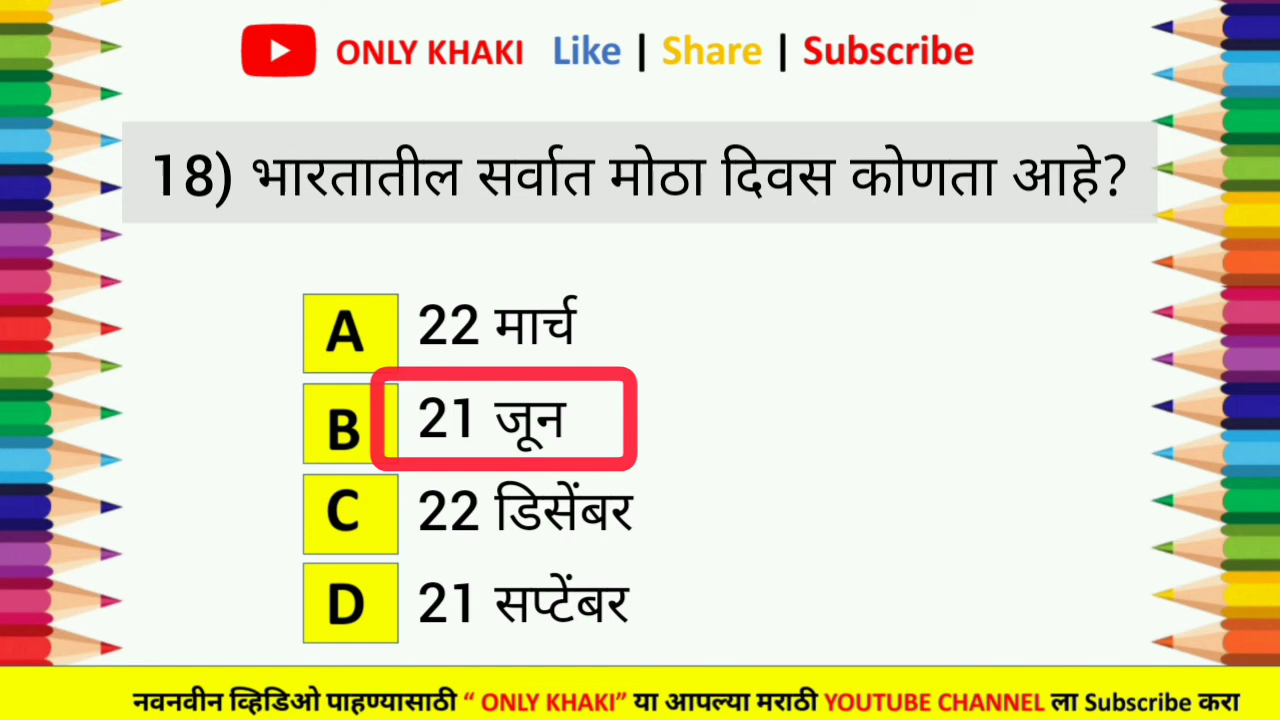 ONLY KHAKI Like | Share | Subscribe
18) भारतातील सर्वात मोठा दिवस कोणता आहे?
A 22 मार्च
B 21 जून
C 22 डिसेंबर
D 21 सप्टेंबर
नवनवीन व्हिडिओ पाहण्यासाठी “ ONLY KHAKI” या आपल्या मराठी YOUTUBE CHANNEL ला Subscribe करा